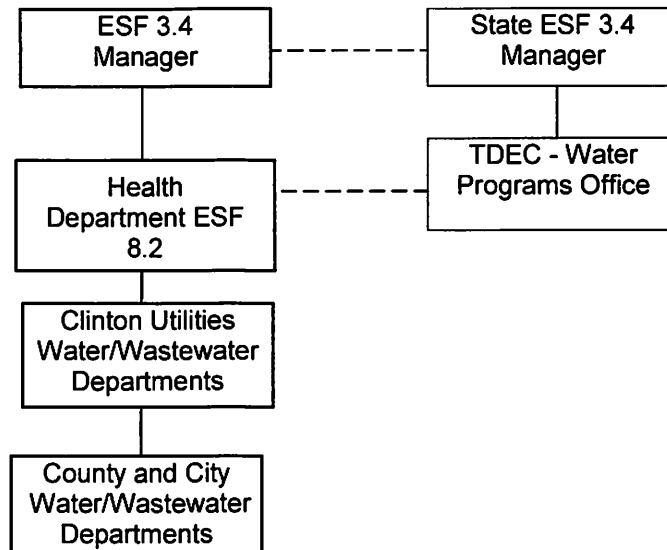 ESF 3.4
Manager
State ESF 3.4
Manager
TDEC - Water
Programs Office
Health
Department ESF
8.2
Clinton Utilities
Water/Wastewater
Departments
County and City
Water/Wastewater
Departments